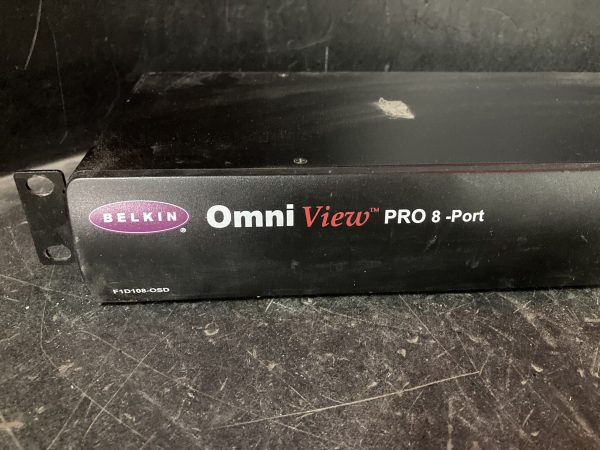 BELKIN ® Omni View™ PRO 8 -Port
F1D108-OSD